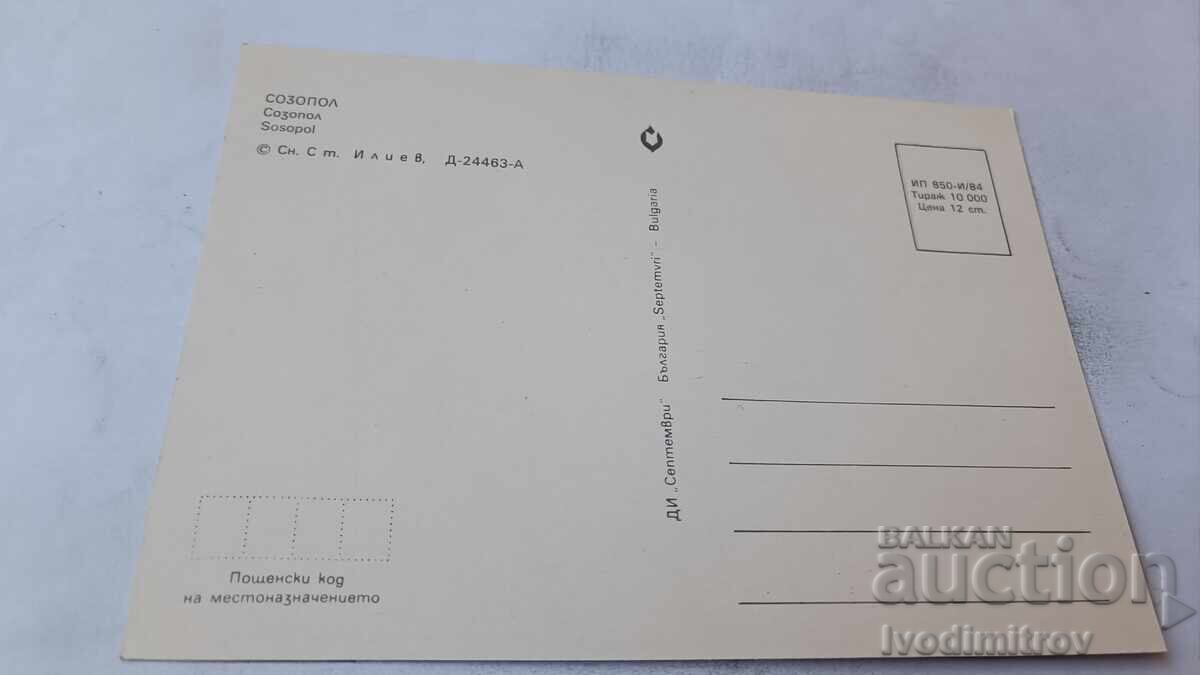 СОЗОПОЛ
Созопол
Sosopol
© Сн. Ст. Илиев, Д-24463-А
ДИ „Септември“ България „Septemvri“ - Bulgaria
ИП 850-И/84
Тираж 10 000
Цена 12 ст.
Пощенски код
на местоназначението
BALKAN
auction
Ivodimitrov